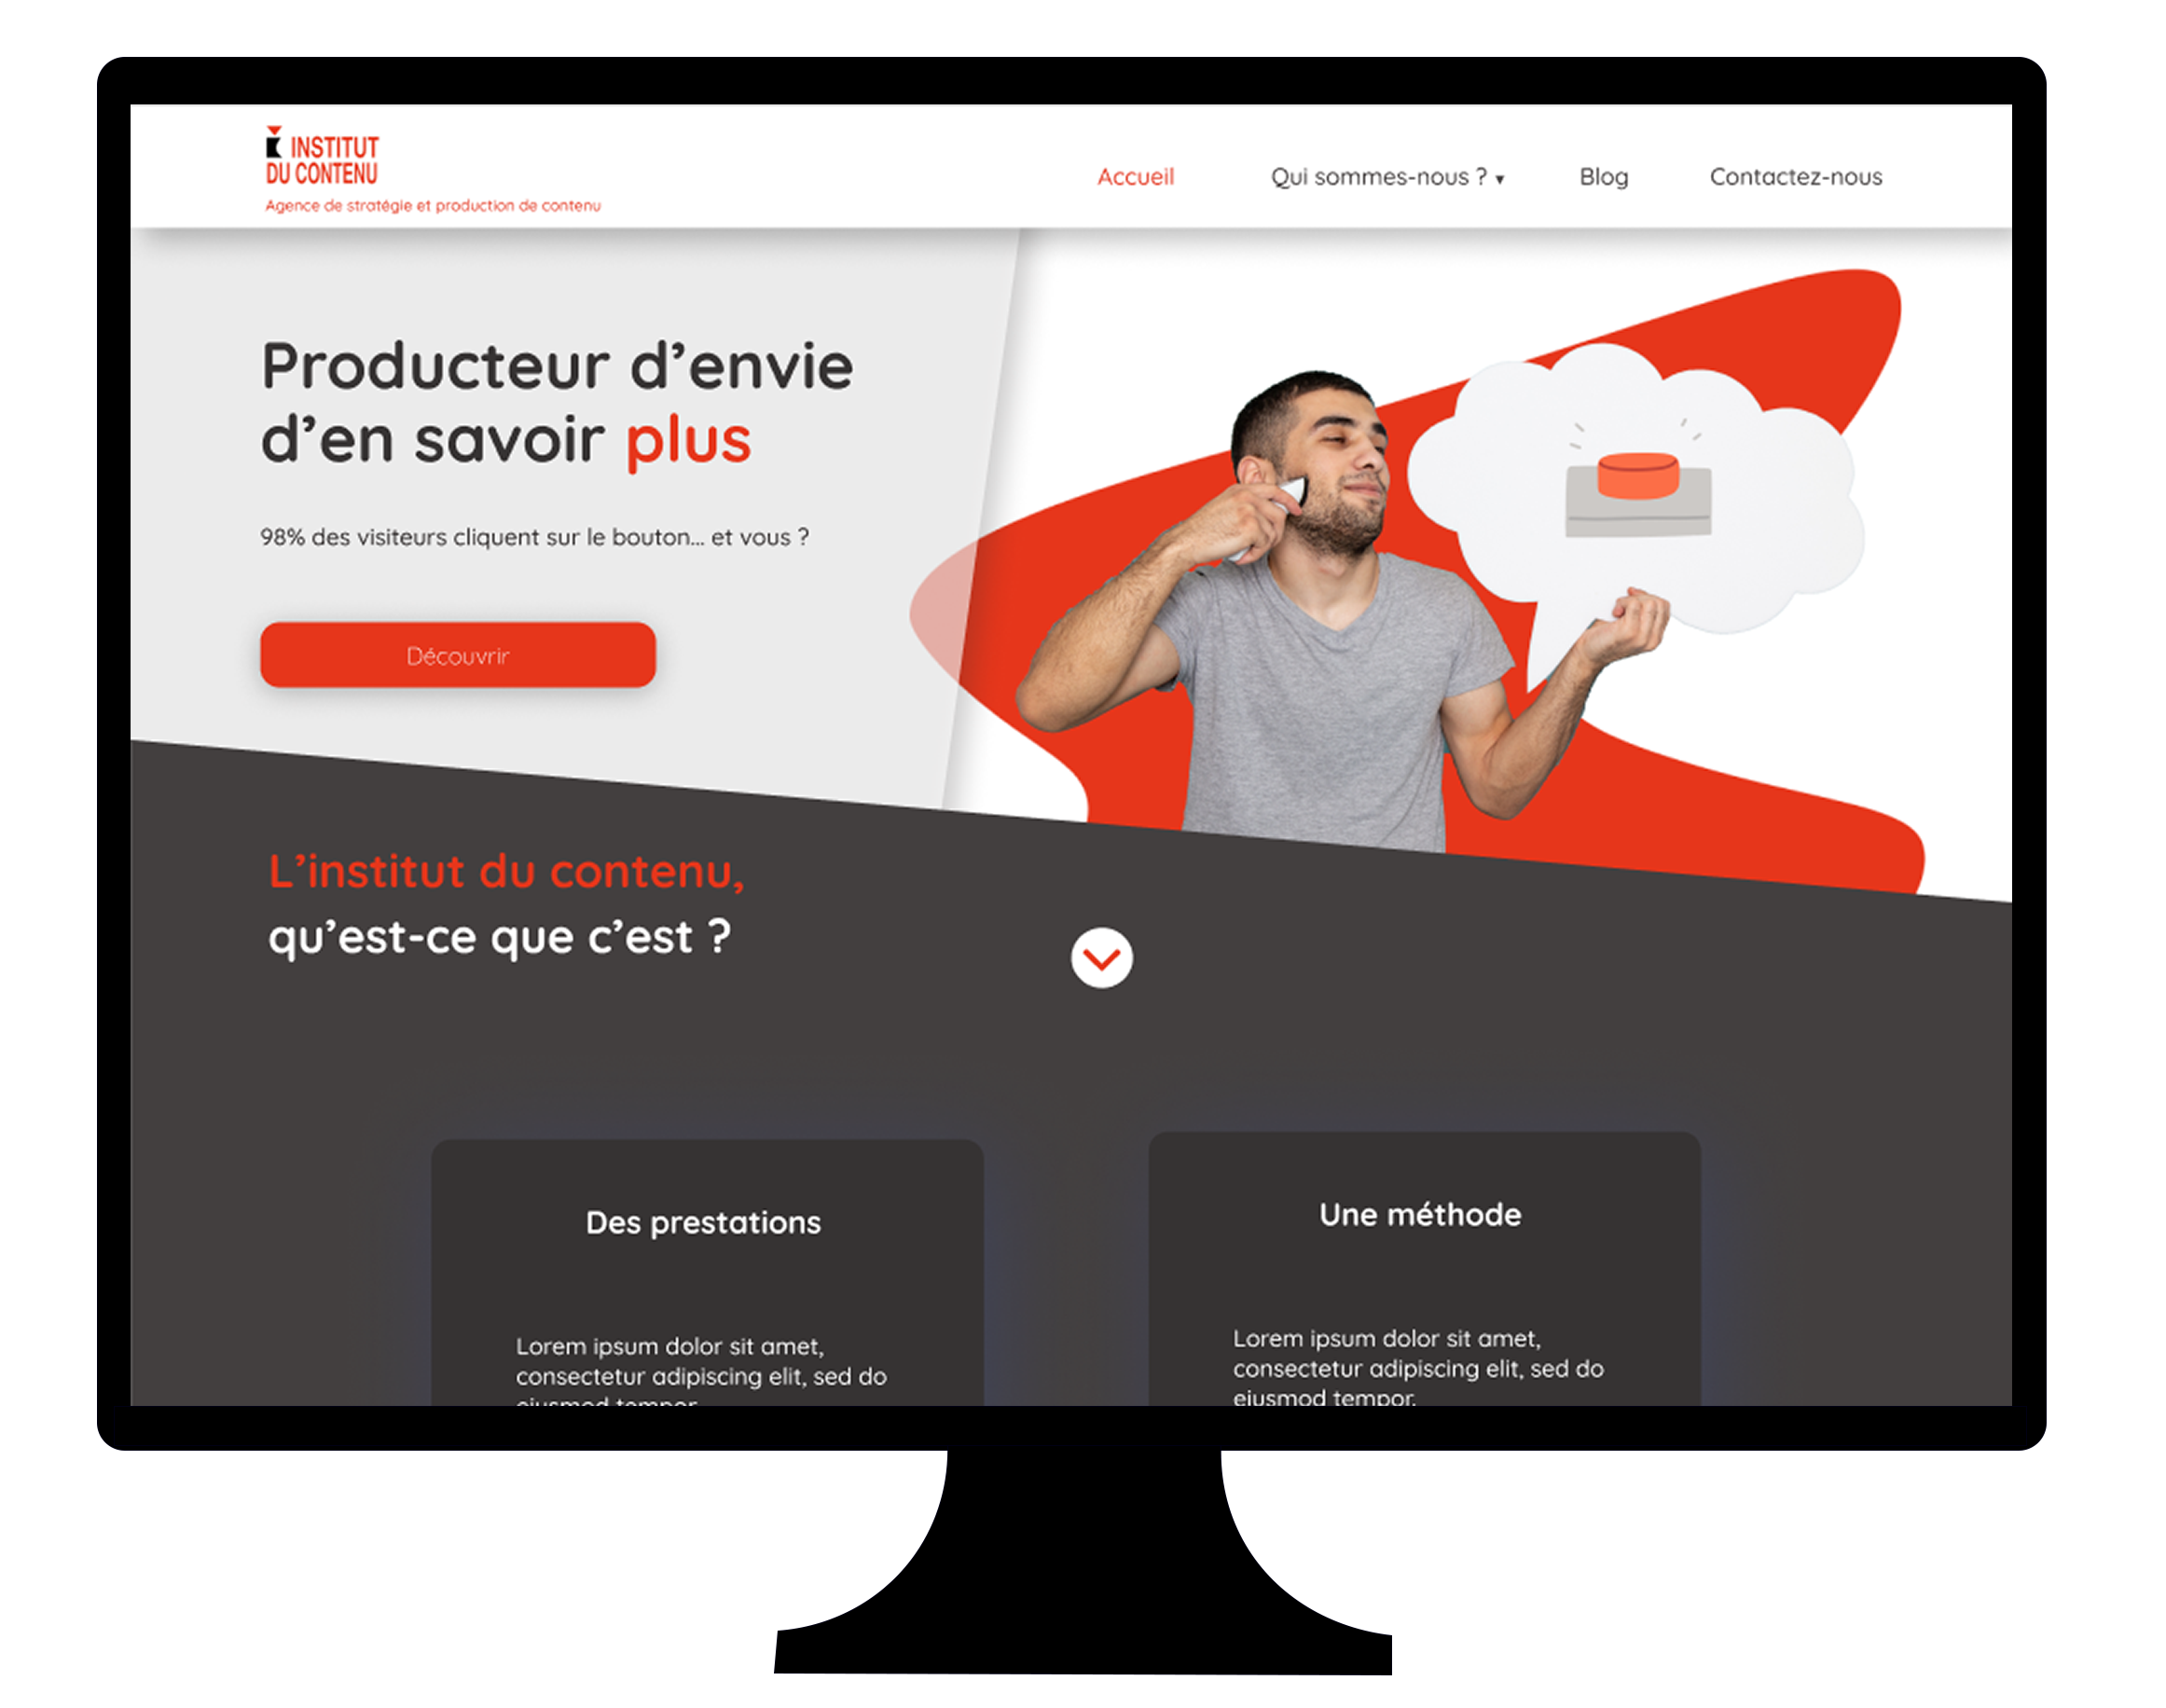 INSTITUT
DU CONTENU
Agence de stratégie et production de contenu
Accueil
Qui sommes-nous ? ▾
Blog
Contactez-nous
Producteur d’envie
d’en savoir plus
98% des visiteurs cliquent sur le bouton... et vous ?
Découvrir
L’institut du contenu,
qu’est-ce que c’est ?
Des prestations
Lorem ipsum dolor sit amet,
consectetur adipiscing elit, sed do
eiusmod tempor.
Une méthode
Lorem ipsum dolor sit amet,
consectetur adipiscing elit, sed do
eiusmod tempor.